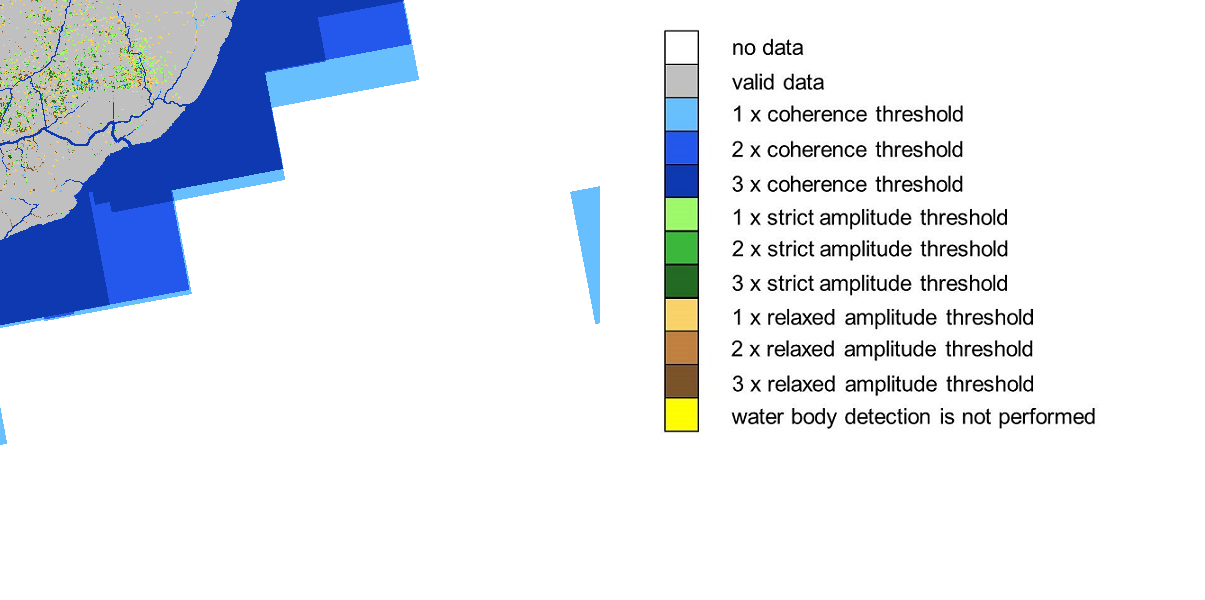 no data
valid data
1 x coherence threshold
2 x coherence threshold
3 x coherence threshold
1 x strict amplitude threshold
2 x strict amplitude threshold
3 x strict amplitude threshold
1 x relaxed amplitude threshold
2 x relaxed amplitude threshold
3 x relaxed amplitude threshold
water body detection is not performed